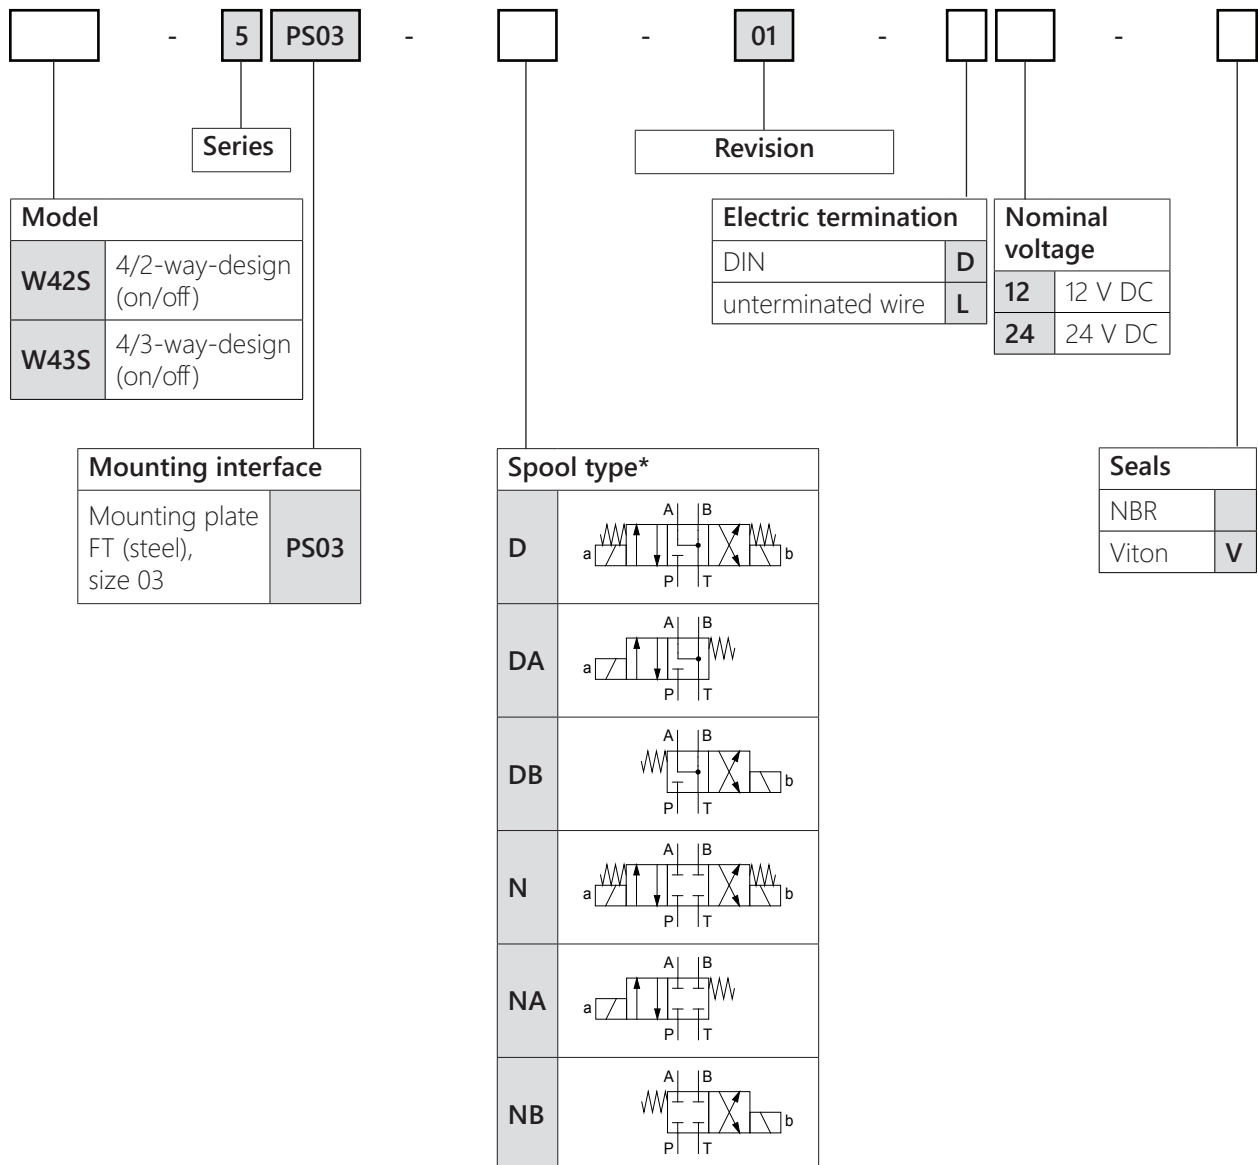 - 5 PS03 - - 01 - -
Series
Revision
Model
W42S 4/2-way-design
(on/off)
W43S 4/3-way-design
(on/off)
Electric termination
DIN D
unterminated wire L
Nominal
voltage
12 12 V DC
24 24 V DC
Mounting interface
Mounting plate
FT (steel),
size 03
PS03
Spool type*
D
A B
a b
P T
DA
A B
a
P T
DB
A B
b
P T
N
A B
a b
P T
NA
A B
a
P T
NB
A B
b
P T
Seals
NBR
Viton V